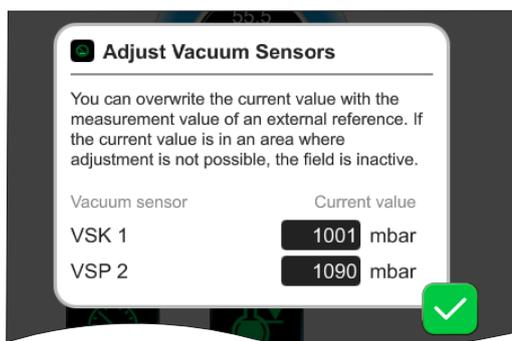 55.5
Adjust Vacuum Sensors
You can overwrite the current value with the
measurement value of an external reference. If
the current value is in an area where
adjustment is not possible, the field is inactive.
Vacuum sensor Current value
VSK 1 1001 mbar
VSP 2 1090 mbar